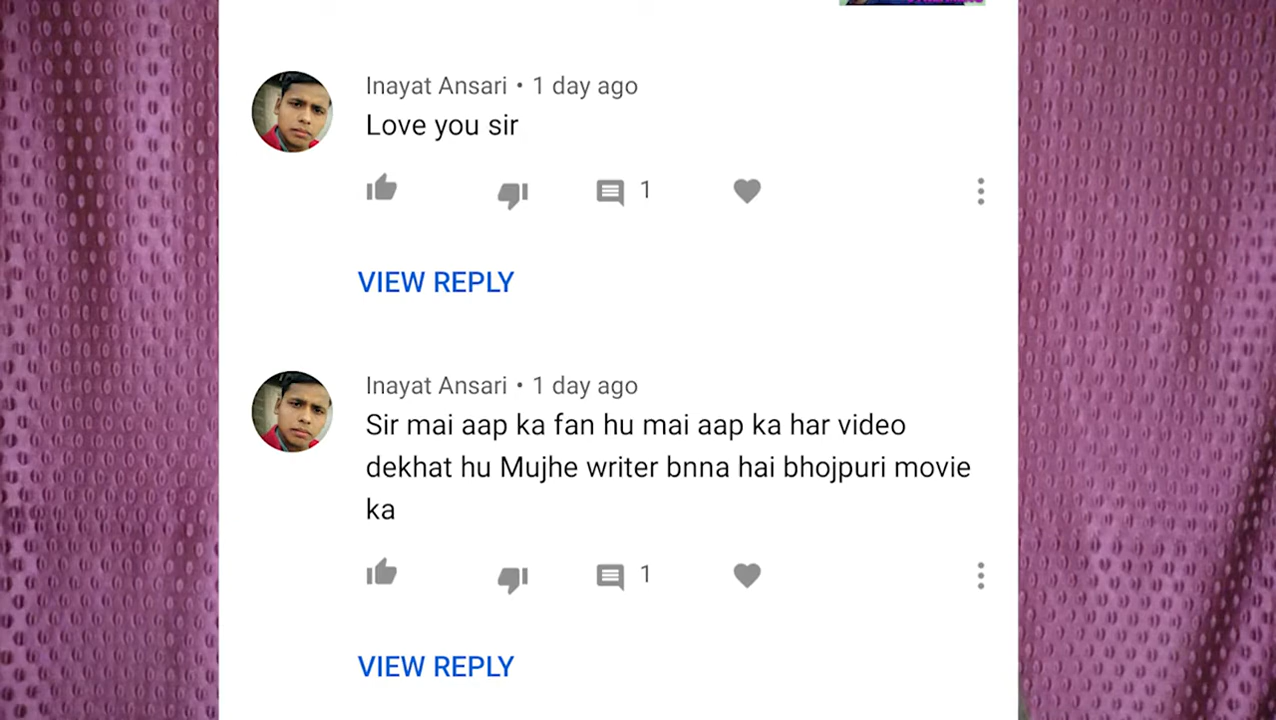 Inayat Ansari • 1 day ago
Love you sir
1
VIEW REPLY
Inayat Ansari • 1 day ago
Sir mai aap ka fan hu mai aap ka har video
dekhat hu Mujhe writer bnna hai bhojpuri movie
ka
1
VIEW REPLY